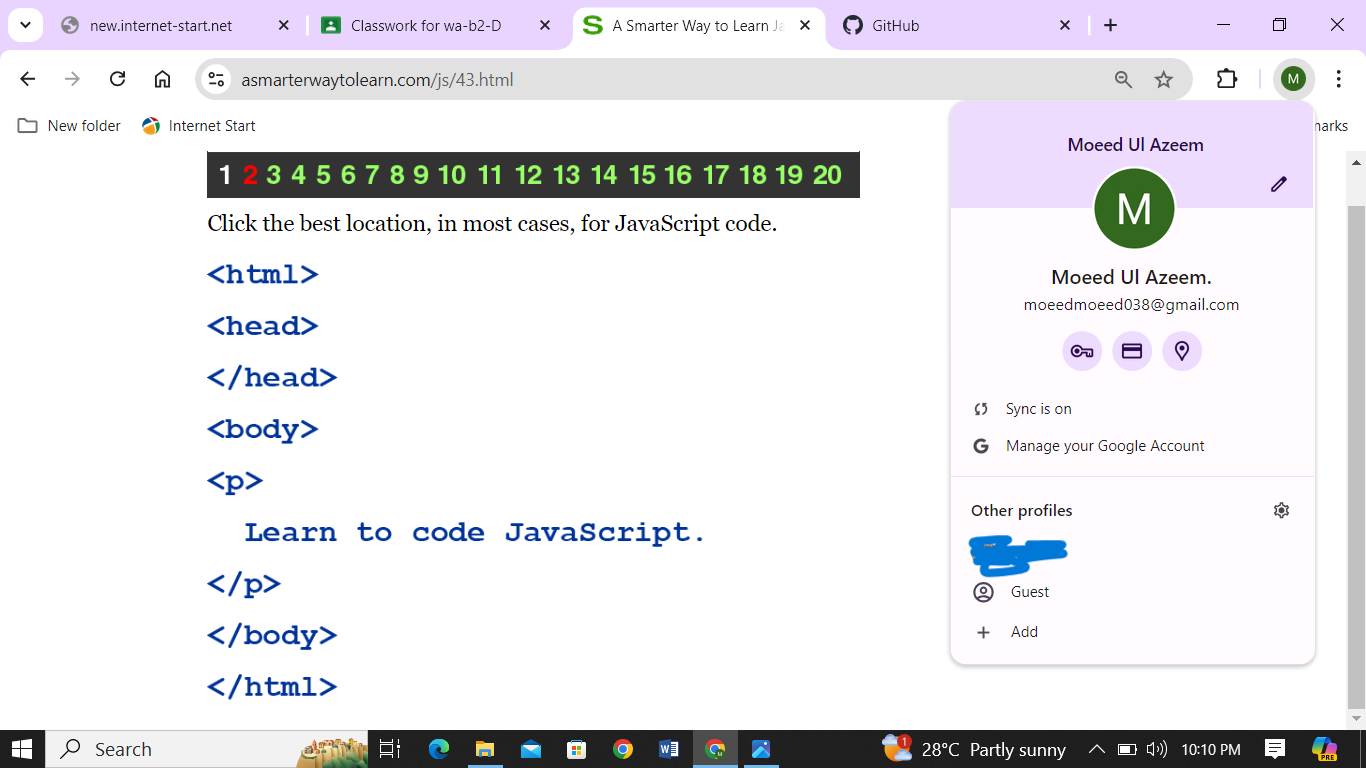 new.internet-start.net
Classwork for wa-b2-D
A Smarter Way to Learn Ja
GitHub
asmarterwaytolearn.com/js/43.html
M
New folder
Internet Start
1 2 3 4 5 6 7 8 9 10 11 12 13 14 15 16 17 18 19 20
Click the best location, in most cases, for JavaScript code.
<html>
<head>
</head>
<body>
<p>
Learn to code JavaScript.
</p>
</body>
</html>
Moeed Ul Azeem
M
Moeed Ul Azeem.
moeedmoeed038@gmail.com
Sync is on
Manage your Google Account
Other profiles
Guest
Add
Search
1
28°C Partly sunny
10:10 PM
PRE